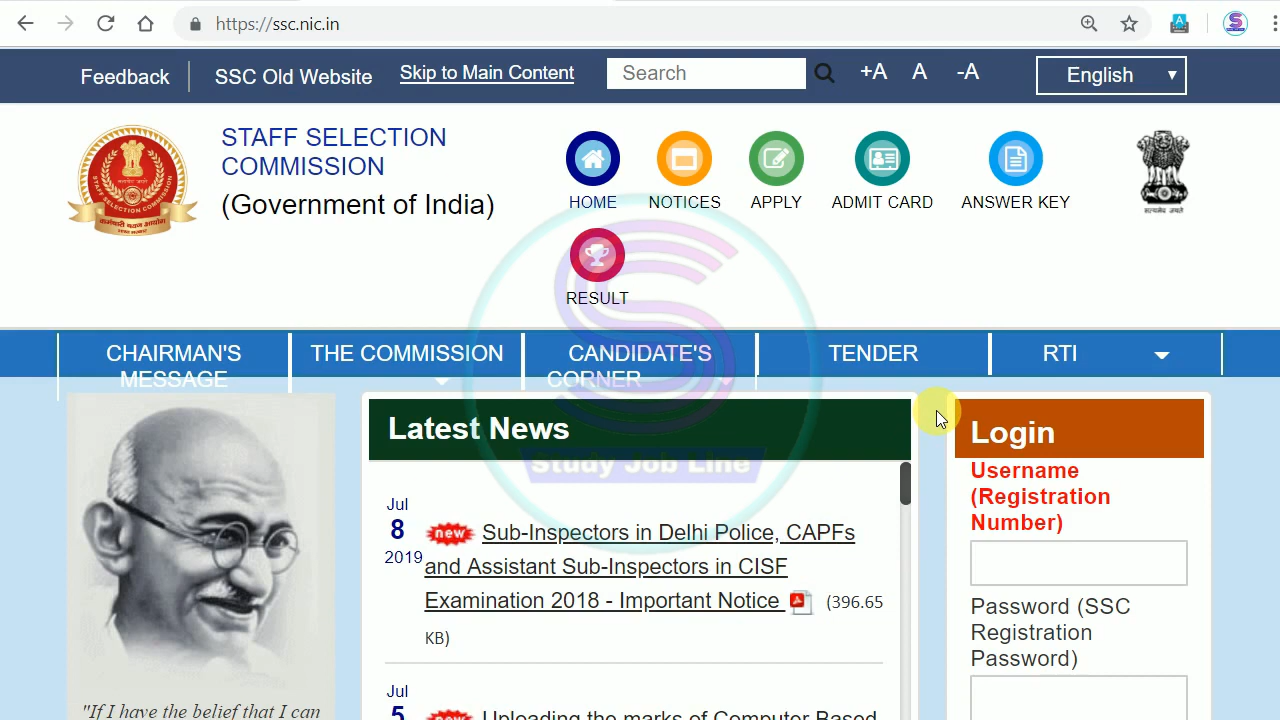 https://ssc.nic.in
Feedback
SSC Old Website
Skip to Main Content
Search
+A
A
-A
English
STAFF SELECTION
COMMISSION
(Government of India)
HOME
NOTICES
APPLY
ADMIT CARD
ANSWER KEY
RESULT
CHAIRMAN'S
MESSAGE
THE COMMISSION
CANDIDATE'S
CORNER
TENDER
RTI
Latest News
Study Job Line
Jul
8
2019
new
Sub-Inspectors in Delhi Police, CAPFs
and Assistant Sub-Inspectors in CISF
Examination 2018 - Important Notice
(396.65
KB)
Jul
5
new
Uploading the marks of Computer Based
Login
Username
(Registration
Number)
Password (SSC
Registration
Password)
"If I have the belief that I can